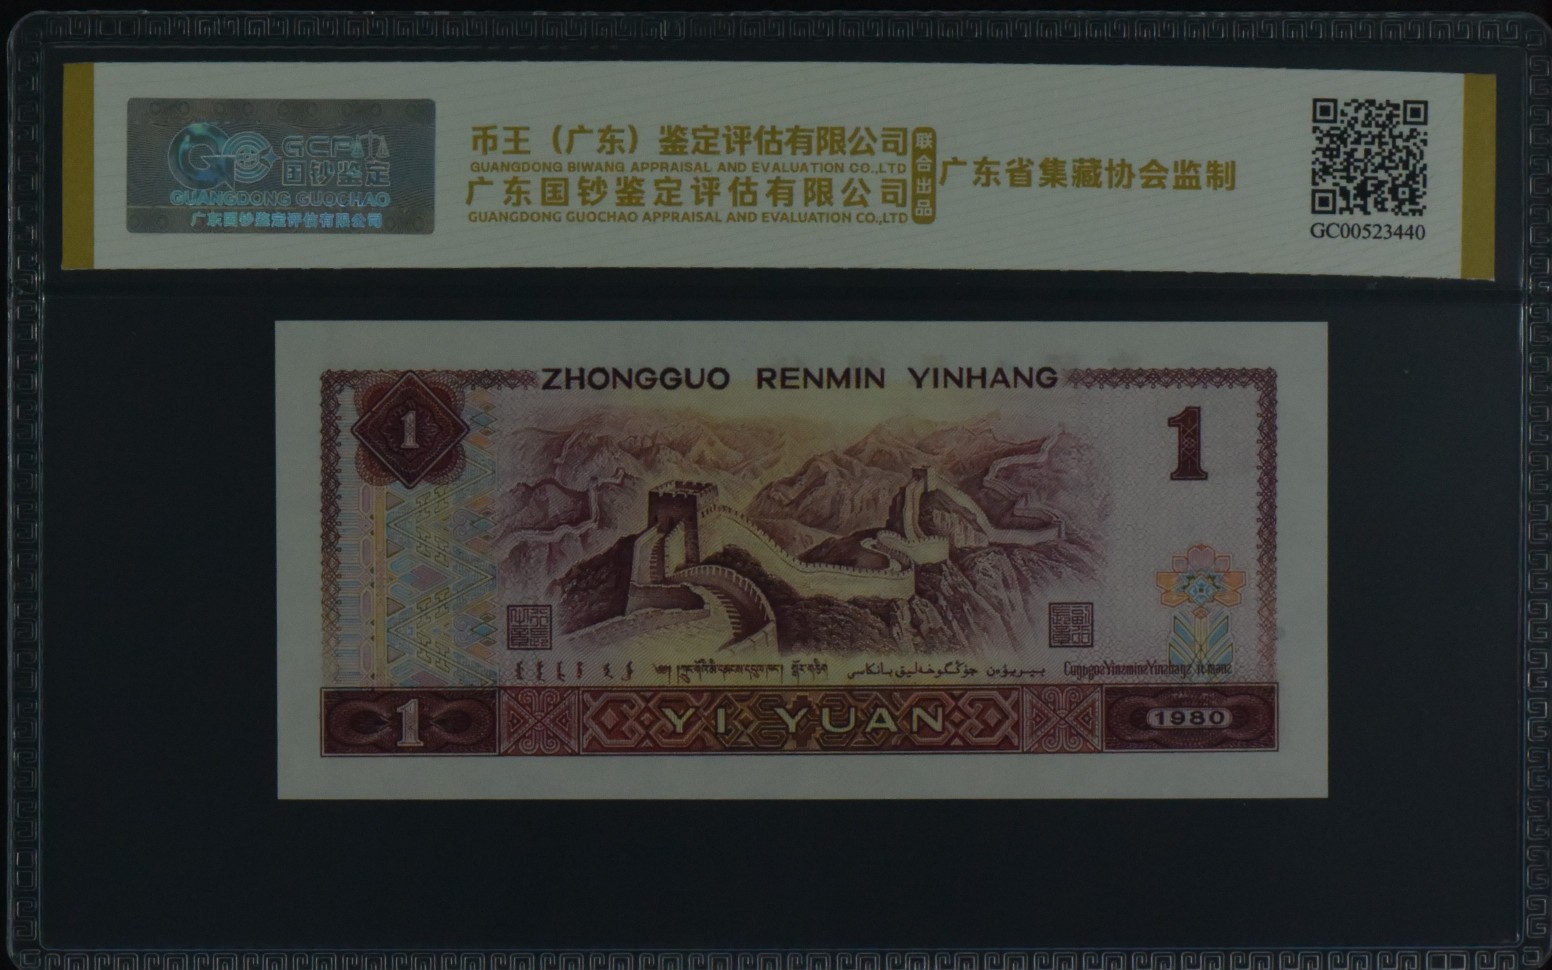 GCF
国钞鉴定
GUANGDONG GUOCHAO
广东国钞鉴定评估有限公司
币王（广东）鉴定评估有限公司
GUANGDONG BIWANG APPRAISAL AND EVALUATION CO.,LTD
广东国钞鉴定评估有限公司
GUANGDONG GUOCHAO APPRAISAL AND EVALUATION CO.,LTD
联合出品
广东省集藏协会监制
GC00523440
ZHONGGUO RENMIN YINHANG
1
1
1
YI YUAN
1980